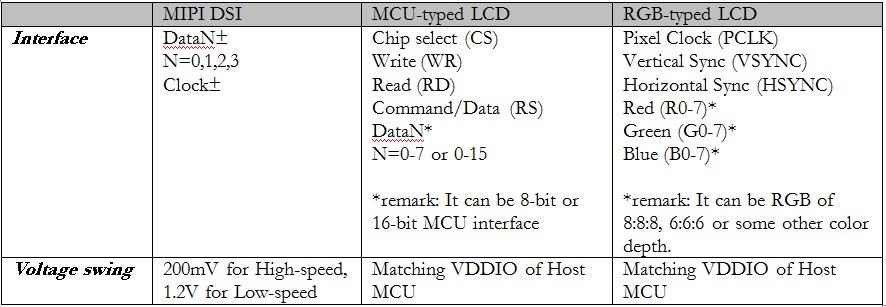 MIPI DSI MCU-typed LCD RGB-typed LCD
Interface
DataN±
N=0,1,2,3
Clock±
Chip select (CS)
Write (WR)
Read (RD)
Command/Data (RS)
DataN*
N=0-7 or 0-15
*remark: It can be 8-bit or
16-bit MCU interface
Pixel Clock (PCLK)
Vertical Sync (VSYNC)
Horizontal Sync (HSYNC)
Red (R0-7)*
Green (G0-7)*
Blue (B0-7)*
*remark: It can be RGB of
8:8:8, 6:6:6 or some other color
depth.
Voltage swing
200mV for High-speed,
1.2V for Low-speed
Matching VDDIO of Host
MCU
Matching VDDIO of Host
MCU